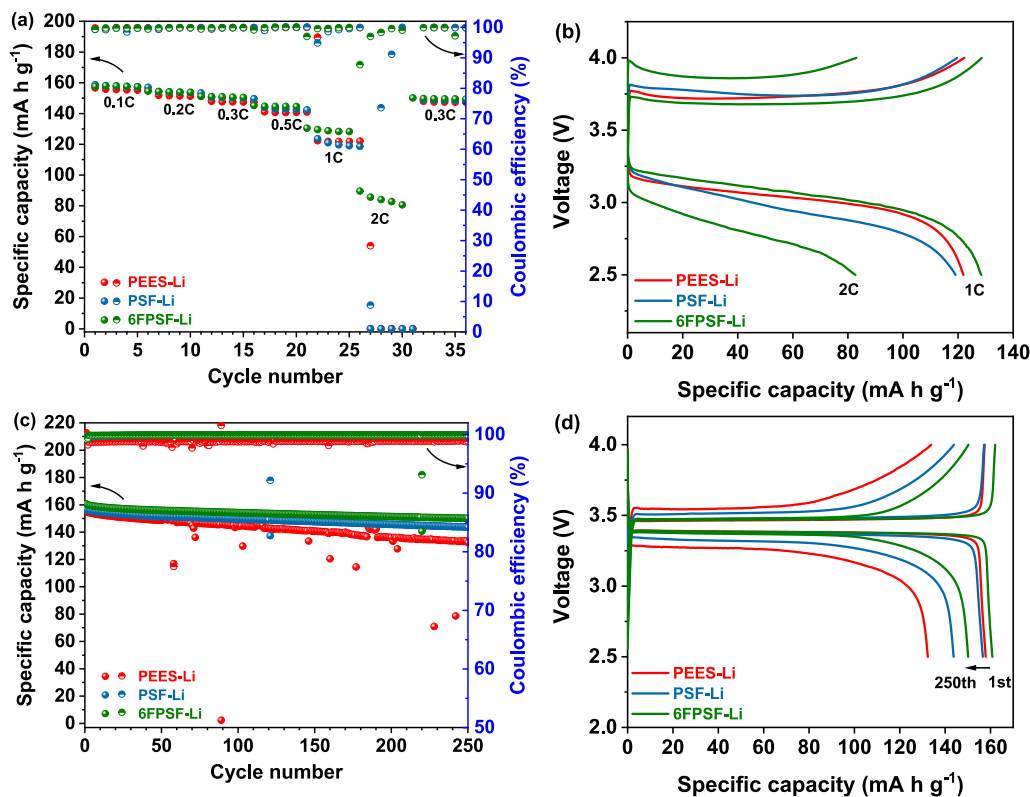 (a)
Specific capacity (mA h g⁻¹)
200
180
160
140
120
100
80
60
40
20
0
0.1C
0.2C
0.3C
0.5C
1C
2C
0.3C
PEES-Li
PSF-Li
6FPSF-Li
0 5 10 15 20 25 30 35
Cycle number
100
90
80
70
60
50
40
30
20
10
0
Coulombic efficiency (%)
(b)
Voltage (V)
4.0
3.5
3.0
2.5
PEES-Li
PSF-Li
6FPSF-Li
2C
1C
0 20 40 60 80 100 120 140
Specific capacity (mA h g⁻¹)
(c)
Specific capacity (mA h g⁻¹)
220
200
180
160
140
120
100
80
60
40
20
0
PEES-Li
PSF-Li
6FPSF-Li
0 50 100 150 200 250
Cycle number
100
90
80
70
60
50
Coulombic efficiency (%)
(d)
Voltage (V)
4.0
3.5
3.0
2.5
2.0
PEES-Li
PSF-Li
6FPSF-Li
250th 1st
0 20 40 60 80 100 120 140 160
Specific capacity (mA h g⁻¹)